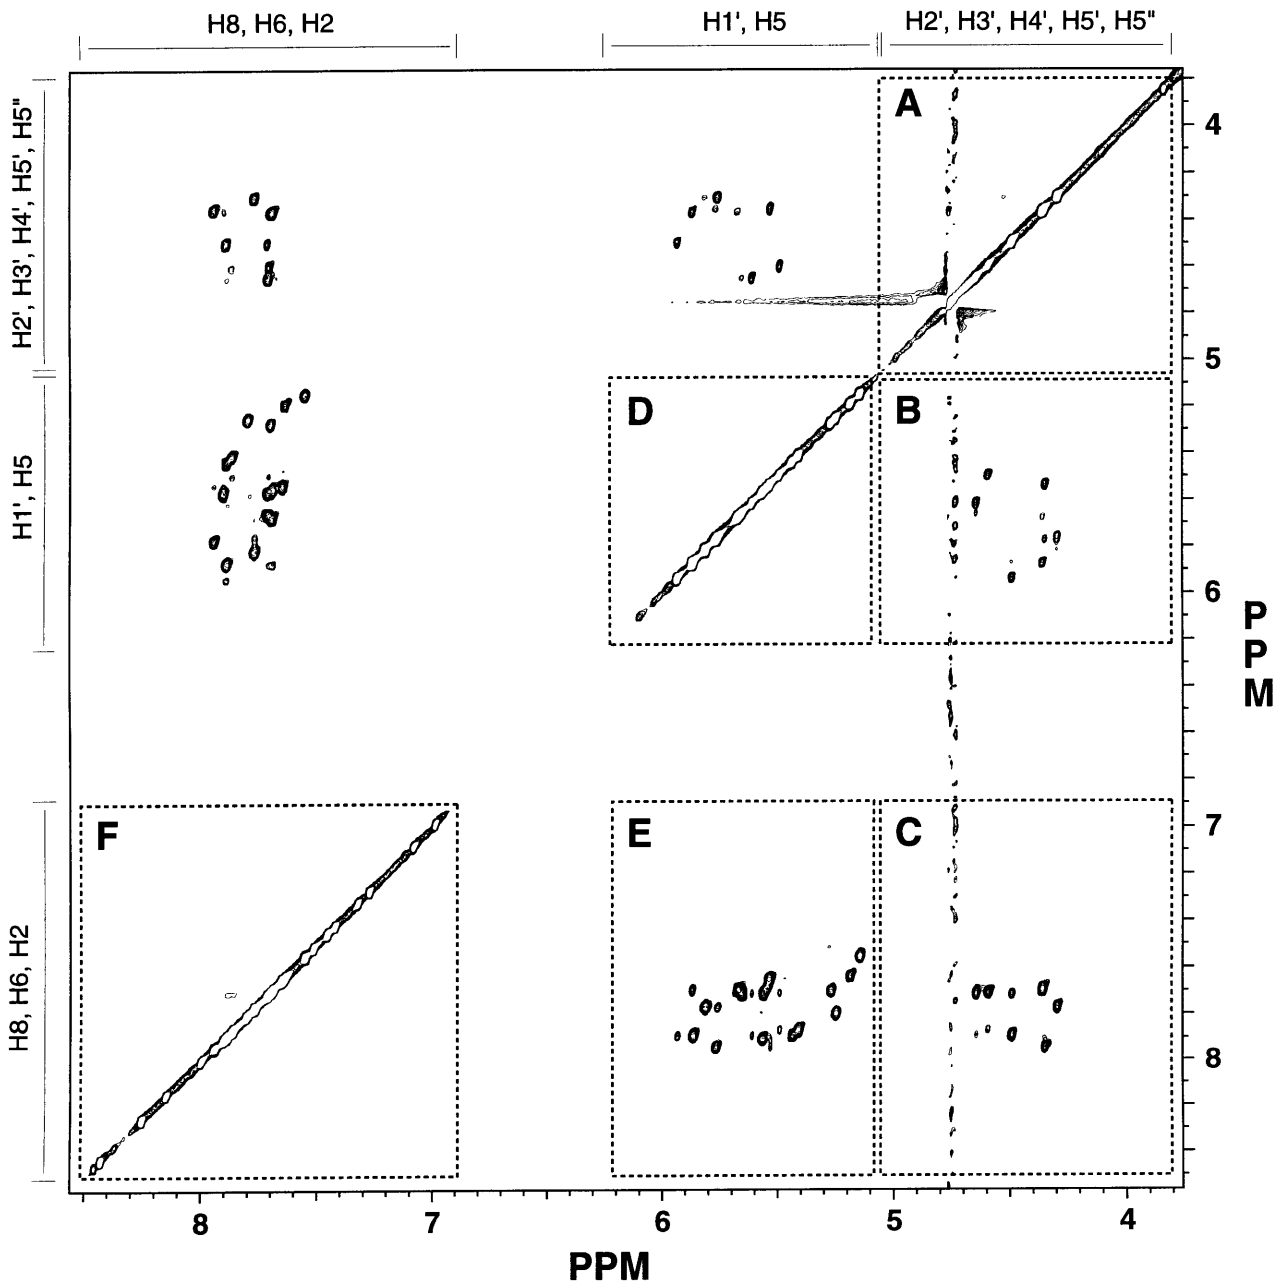 H8, H6, H2
H1', H5
H2', H3', H4', H5', H5"
H2', H3', H4', H5', H5"
H1', H5
H8, H6, H2
A
B
C
D
E
F
4
5
6
7
8
P
P
M
8
7
6
5
4
PPM